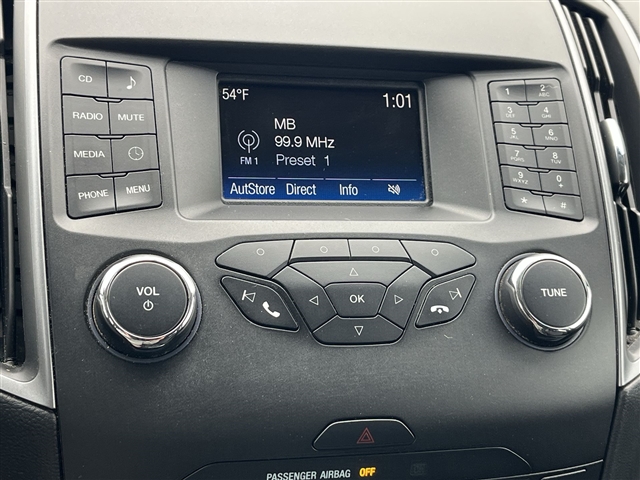 CD
RADIO MUTE
MEDIA
PHONE MENU
54°F 1:01
MB
99.9 MHz
FM 1 Preset 1
AutoStore Direct Info
1 2 ABC
3 DEF 4 GHI
5 JKL 6 MNO
7 PQRS 8 TUV
9 WXYZ 0 +
* #
VOL
OK
TUNE
PASSENGER AIRBAG OFF